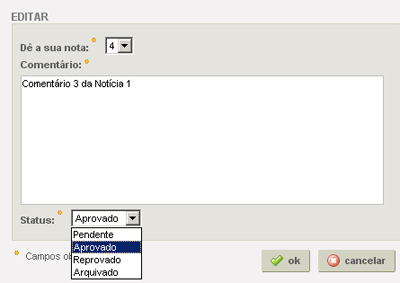 EDITAR
Dé a sua nota: * 4
Comentário: *
Comentário 3 da Notícia 1
Status: * Aprovado
Pendente
Aprovado
Reprovado
Arquivado
* Campos
ok
cancelar